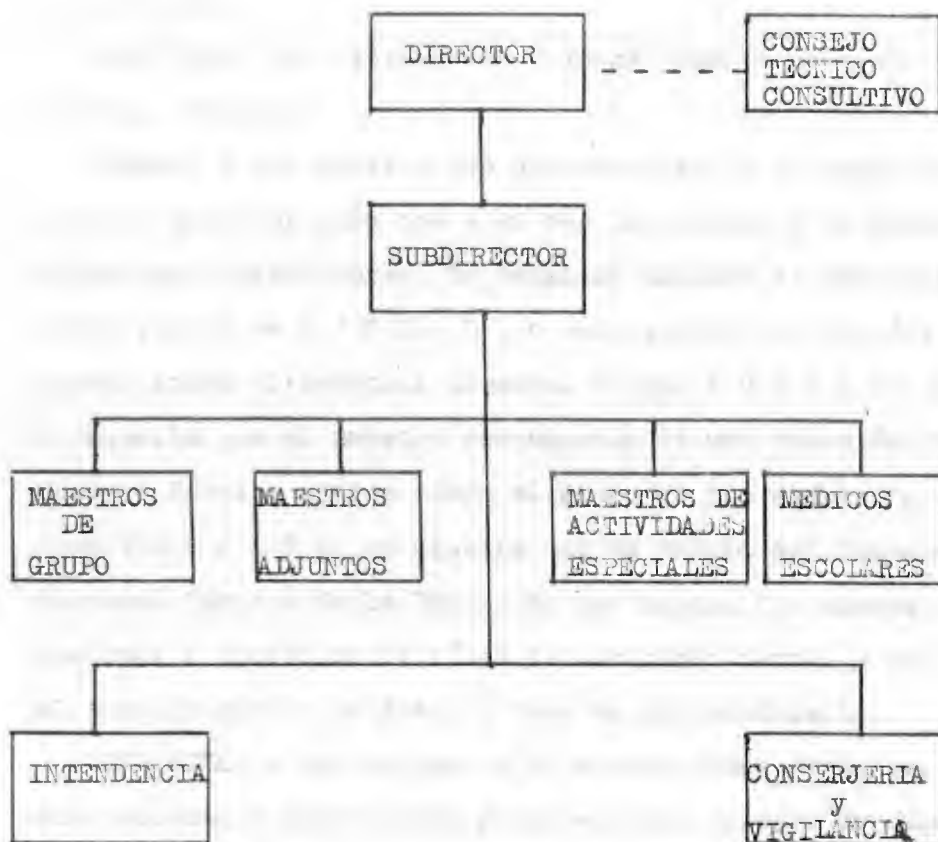 DIRECTOR
CONSEJO
TECNICO
CONSULTIVO
SUBDIRECTOR
MAESTROS
DE
GRUPO
MAESTROS
ADJUNTOS
MAESTROS DE
ACTIVIDADES
ESPECIALES
MEDICOS
ESCOLARES
INTENDENCIA
CONSERJERIA
y
VIGILANCIA